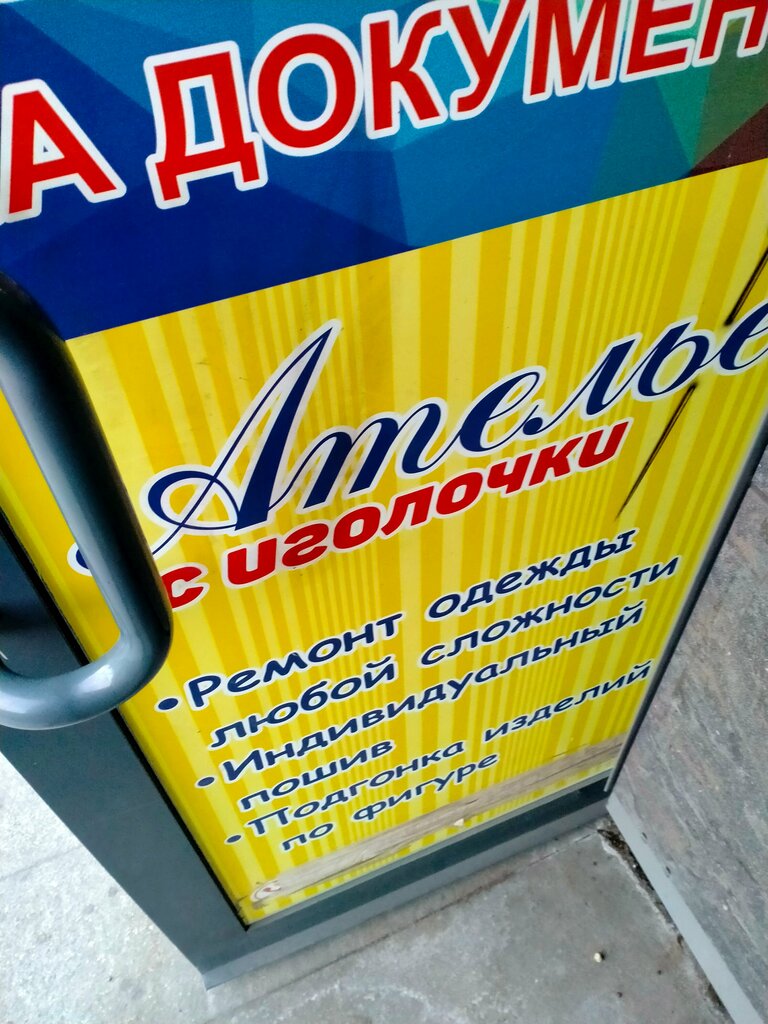 А ДОКУМЕН
Ателье
с иголочки
•Ремонт одежды
любой сложности
•Индивидуальный
пошив
•Подгонка изделий
по фигуре